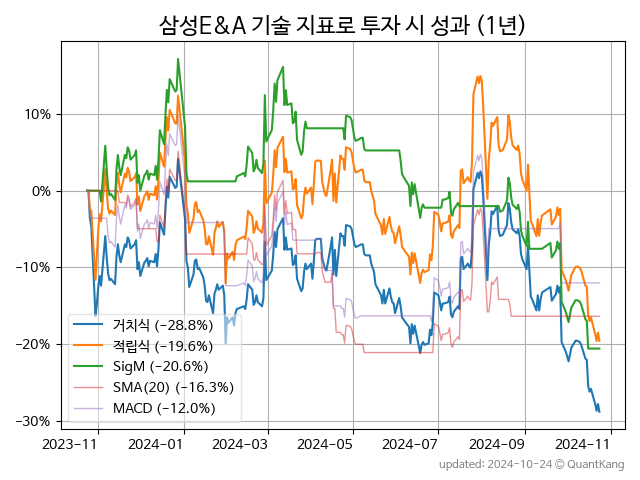 삼성E&A 기술 지표로 투자 시 성과 (1년)
10%
0%
−10%
−20%
−30%
거치식 (−28.8%)
적립식 (−19.6%)
SigM (−20.6%)
SMA(20) (−16.3%)
MACD (−12.0%)
2023-11 2024-01 2024-03 2024-05 2024-07 2024-09 2024-11
updated: 2024-10-24 © QuantKang